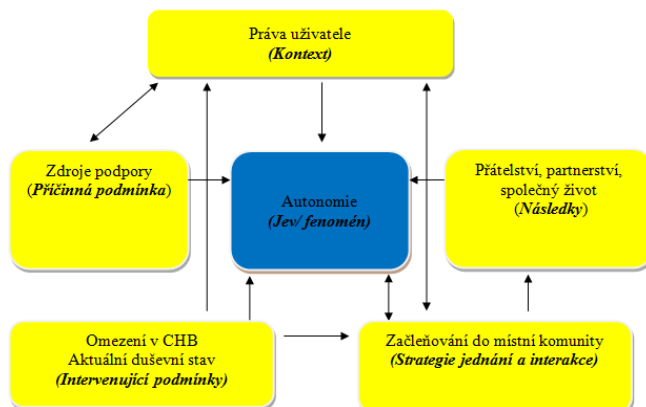 Práva uživatele
(Kontext)
Zdroje podpory
(Příčinná podmínka)
Autonomie
(Jev/ fenomén)
Přátelství, partnerství,
společný život
(Následky)
Omezení v CHB
Aktuální duševní stav
(Intervenující podmínky)
Začleňování do místní komunity
(Strategie jednání a interakce)